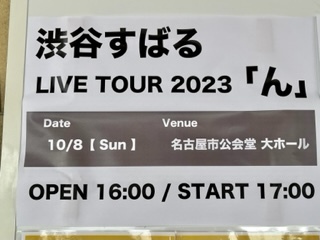 渋谷すばる
LIVE TOUR 2023「ん」
Date Venue
10/8 [ Sun ] 名古屋市公会堂 大ホール
OPEN 16:00 / START 17:00